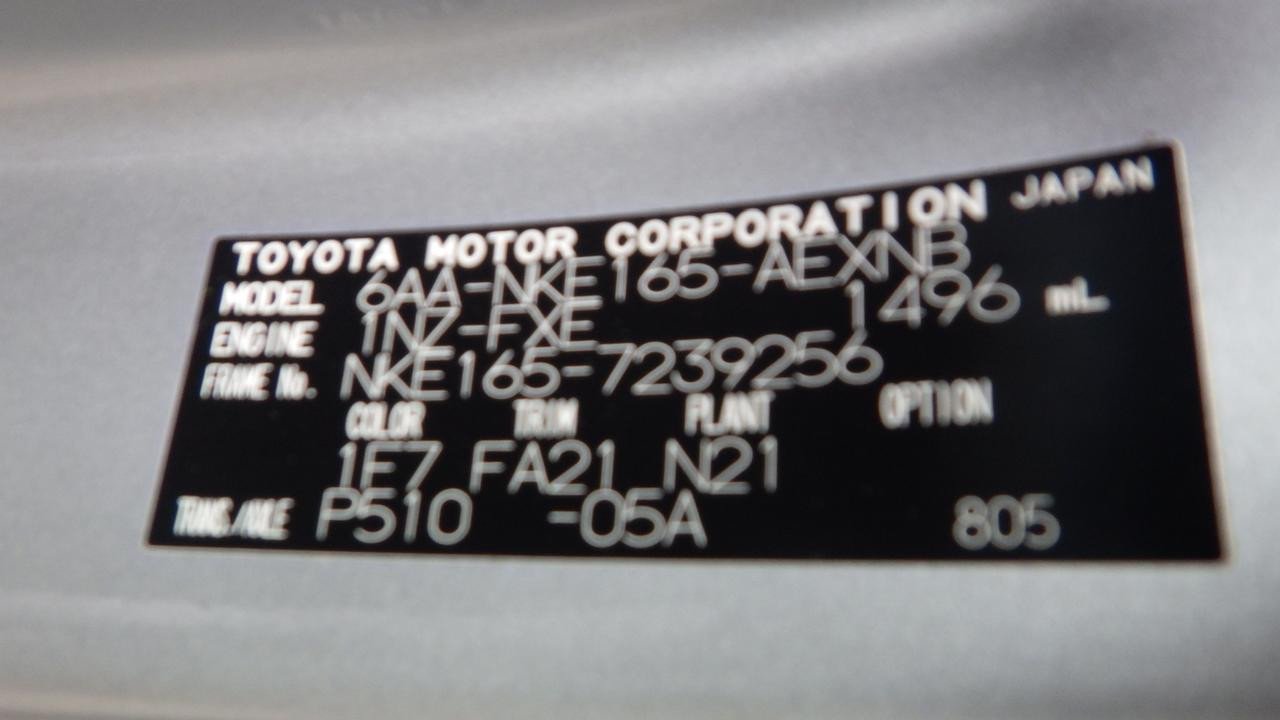 TOYOTA MOTOR CORPORATION JAPAN
MODEL 6AA-NKE165-AEXNB
ENGINE 1NZ-FXE 1496 mL
FRAME No. NKE165-7239256
COLOR TRIM PLANT OPTION
1F7 FA21 N21
TRANS./AXLE P510 -05A 805